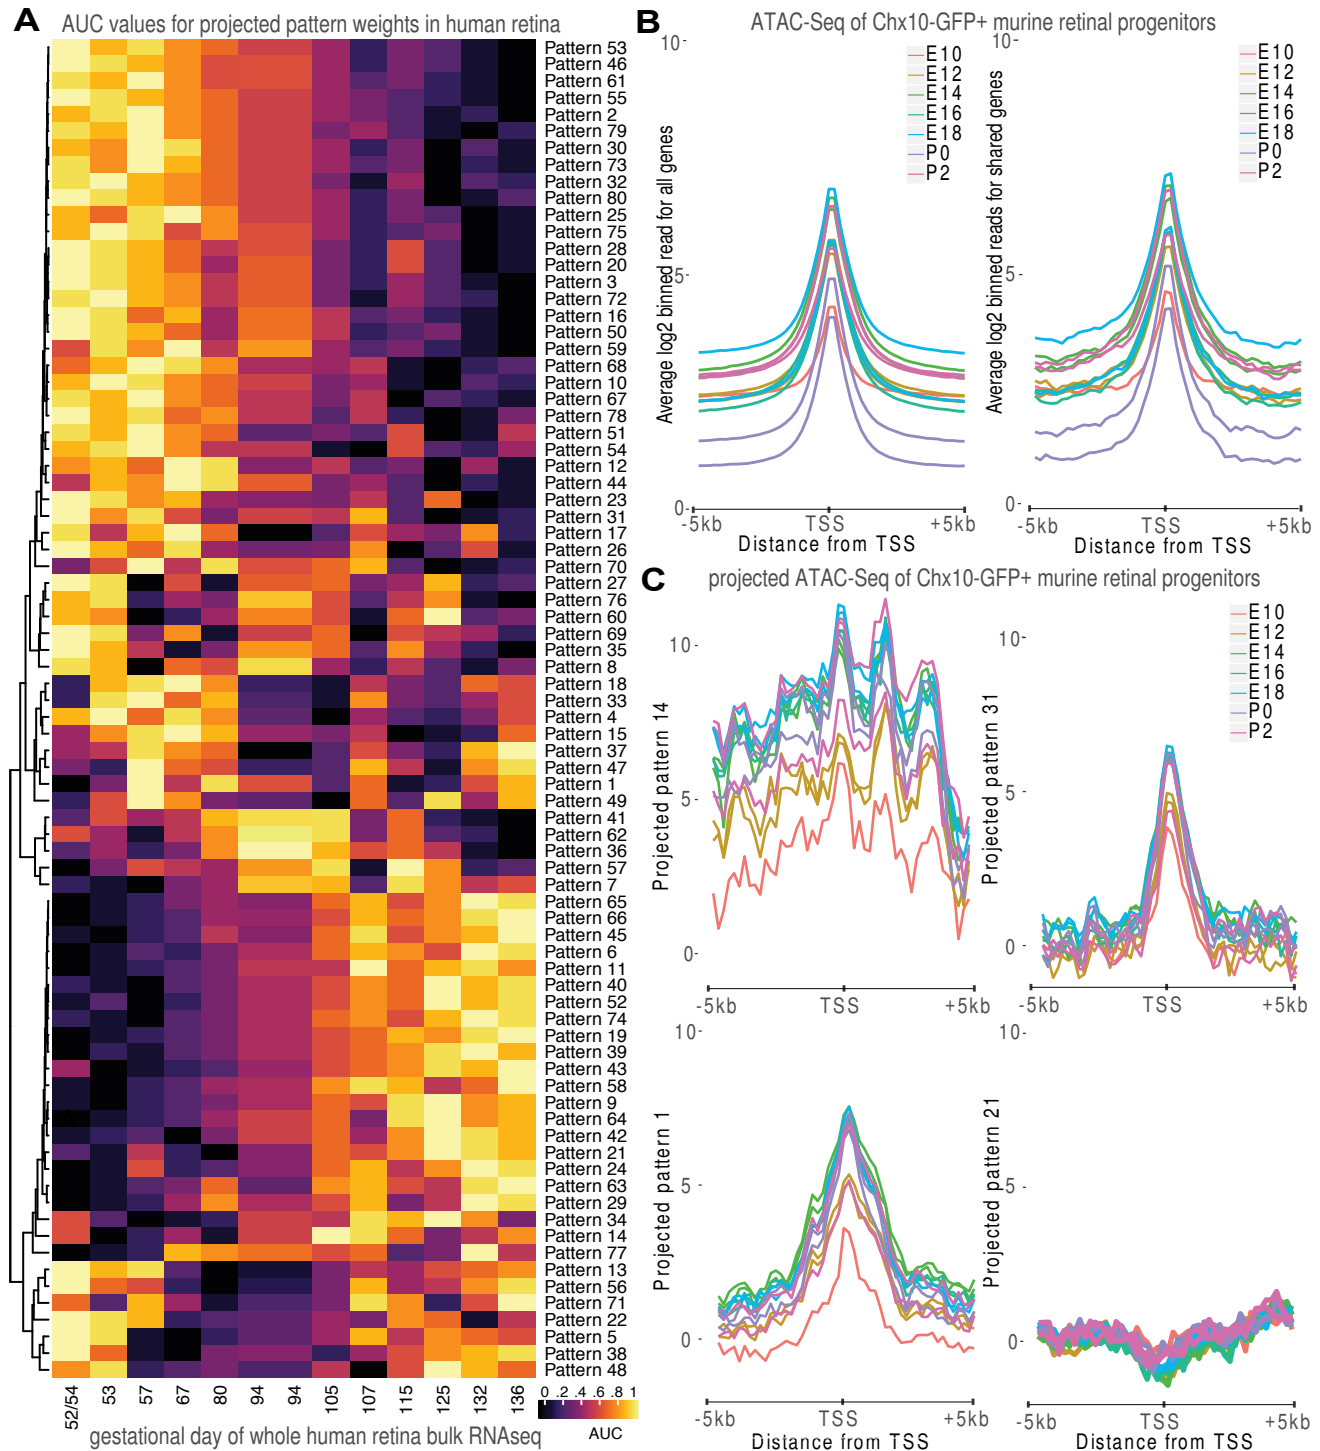 A
AUC values for projected pattern weights in human retina
Pattern 53
Pattern 46
Pattern 61
Pattern 55
Pattern 2
Pattern 79
Pattern 30
Pattern 73
Pattern 32
Pattern 80
Pattern 25
Pattern 75
Pattern 28
Pattern 20
Pattern 3
Pattern 72
Pattern 16
Pattern 50
Pattern 59
Pattern 68
Pattern 10
Pattern 67
Pattern 78
Pattern 51
Pattern 54
Pattern 12
Pattern 44
Pattern 23
Pattern 31
Pattern 17
Pattern 26
Pattern 70
Pattern 27
Pattern 76
Pattern 60
Pattern 69
Pattern 35
Pattern 8
Pattern 18
Pattern 33
Pattern 4
Pattern 15
Pattern 37
Pattern 47
Pattern 1
Pattern 49
Pattern 41
Pattern 62
Pattern 36
Pattern 57
Pattern 7
Pattern 65
Pattern 66
Pattern 45
Pattern 6
Pattern 11
Pattern 40
Pattern 52
Pattern 74
Pattern 19
Pattern 39
Pattern 43
Pattern 58
Pattern 9
Pattern 64
Pattern 42
Pattern 21
Pattern 24
Pattern 63
Pattern 29
Pattern 34
Pattern 14
Pattern 77
Pattern 13
Pattern 56
Pattern 71
Pattern 22
Pattern 5
Pattern 38
Pattern 48
52/54 53 57 67 80 94 94 105 107 115 125 132 136
0 .2 .4 .6 .8 1
AUC
gestational day of whole human retina bulk RNAseq
B
ATAC-Seq of Chx10-GFP+ murine retinal progenitors
Average log2 binned read for all genes
10-
5-
0-
E10
E12
E14
E16
E18
P0
P2
-5kb TSS +5kb
Distance from TSS
Average log2 binned reads for shared genes
10-
5-
0-
E10
E12
E14
E16
E18
P0
P2
-5kb TSS +5kb
Distance from TSS
C
projected ATAC-Seq of Chx10-GFP+ murine retinal progenitors
Projected pattern 14
10-
5-
0-
-5kb TSS +5kb
Projected pattern 31
10-
5-
0-
E10
E12
E14
E16
E18
P0
P2
-5kb TSS +5kb
Projected pattern 1
10-
5-
0-
-5kb TSS +5kb
Distance from TSS
Projected pattern 21
10-
5-
0-
-5kb TSS +5kb
Distance from TSS